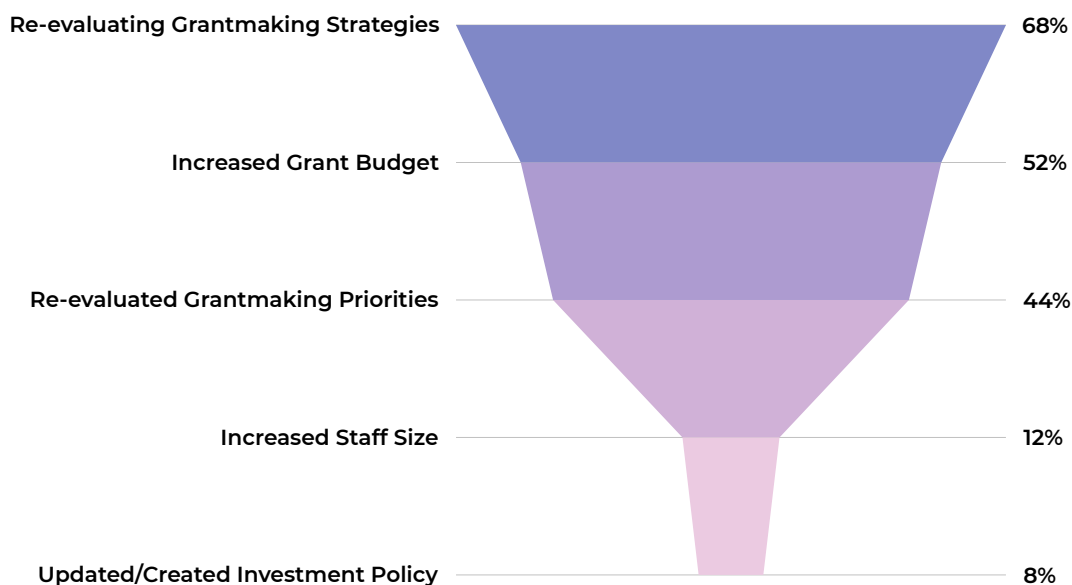 Re-evaluating Grantmaking Strategies 68%
Increased Grant Budget 52%
Re-evaluated Grantmaking Priorities 44%
Increased Staff Size 12%
Updated/Created Investment Policy 8%